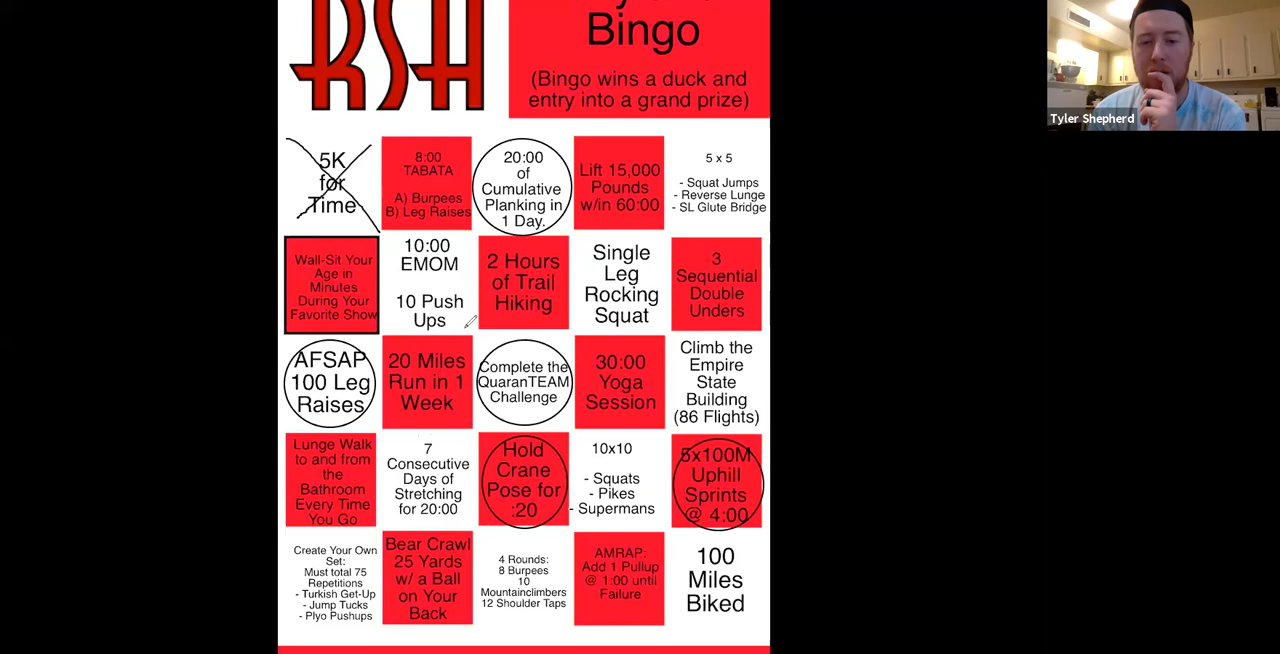 RSH
Bingo
(Bingo wins a duck and
entry into a grand prize)
Tyler Shepherd
5K
for
Time
8:00
TABATA
A) Burpees
B) Leg Raises
20:00
of
Cumulative
Planking in
1 Day.
Lift 15,000
Pounds
w/in 60:00
5 x 5
- Squat Jumps
- Reverse Lunge
- SL Glute Bridge
Wall-Sit Your
Age in
Minutes
During Your
Favorite Show
10:00
EMOM
10 Push
Ups
2 Hours
of Trail
Hiking
Single
Leg
Rocking
Squat
3
Sequential
Double
Unders
AFSAP
100 Leg
Raises
20 Miles
Run in 1
Week
Complete the
QuaranTEAM
Challenge
30:00
Yoga
Session
Climb the
Empire
State
Building
(86 Flights)
Lunge Walk
to and from
the
Bathroom
Every Time
You Go
7
Consecutive
Days of
Stretching
for 20:00
Hold
Crane
Pose for
:20
10x10
- Squats
- Pikes
- Supermans
5x100M
Uphill
Sprints
@ 4:00
Create Your Own
Set:
Must total 75
Repetitions
- Turkish Get-Up
- Jump Tucks
- Plyo Pushups
Bear Crawl
25 Yards
w/ a Ball
on Your
Back
4 Rounds:
8 Burpees
10
Mountainclimbers
12 Shoulder Taps
AMRAP:
Add 1 Pullup
@ 1:00 until
Failure
100
Miles
Biked